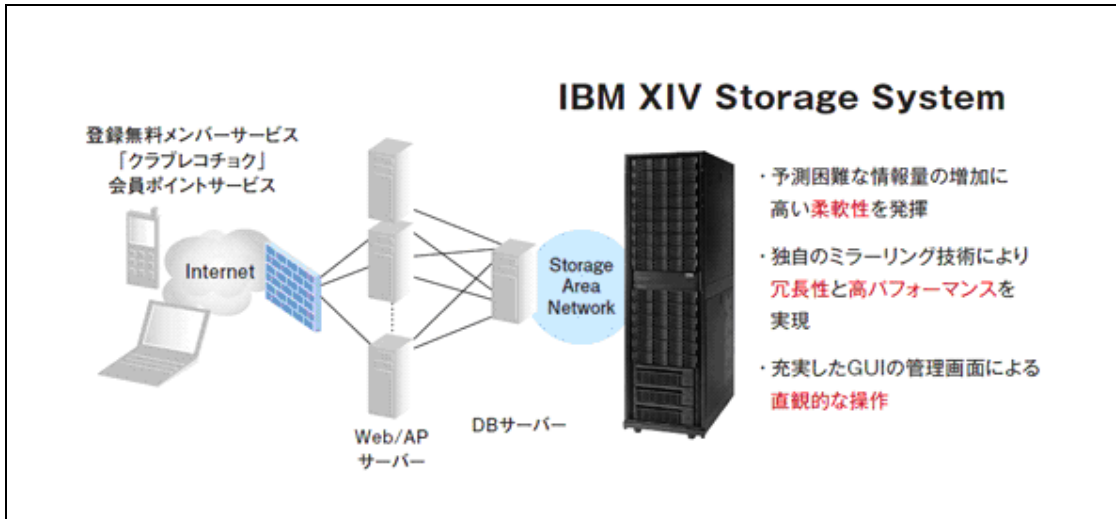 IBM XIV Storage System
登録無料メンバーサービス
「クラブレコチョク」
会員ポイントサービス
Internet
Web/AP
サーバー
DBサーバー
Storage
Area
Network
・予測困難な情報量の増加に
高い柔軟性を発揮
・独自のミラーリング技術により
冗長性と高パフォーマンスを
実現
・充実したGUIの管理画面による
直観的な操作